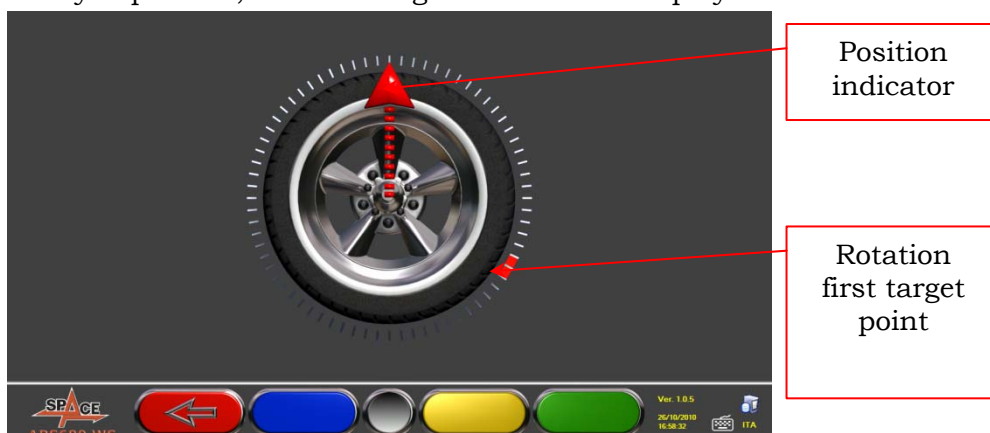 Position
indicator
Rotation
first target
point
SPACE
Ver. 1.0.5
26/10/2010
16:58:32
ITA